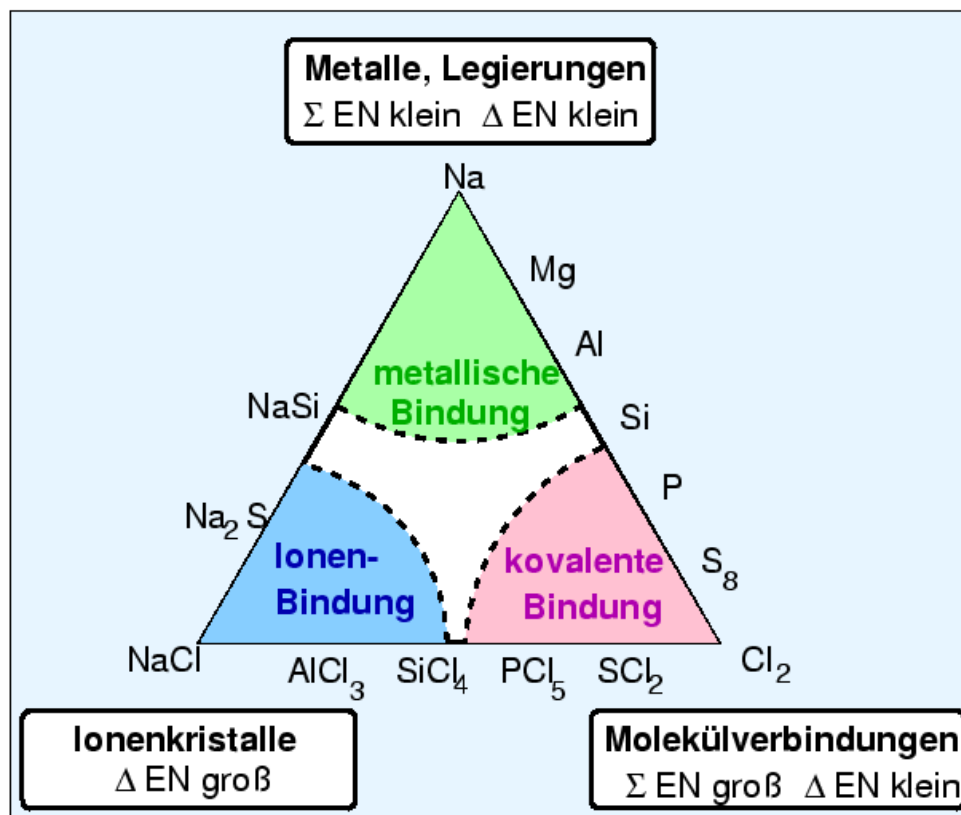 Metalle, Legierungen
Σ EN klein Δ EN klein
Na
Mg
Al
metallische
Bindung
NaSi
Si
P
Na₂ S
S₈
Ionen-
Bindung
kovalente
Bindung
NaCl
AlCl₃
SiCl₄
PCl₅
SCl₂
Cl₂
Ionenkristalle
Δ EN groß
Molekülverbindungen
Σ EN groß Δ EN klein